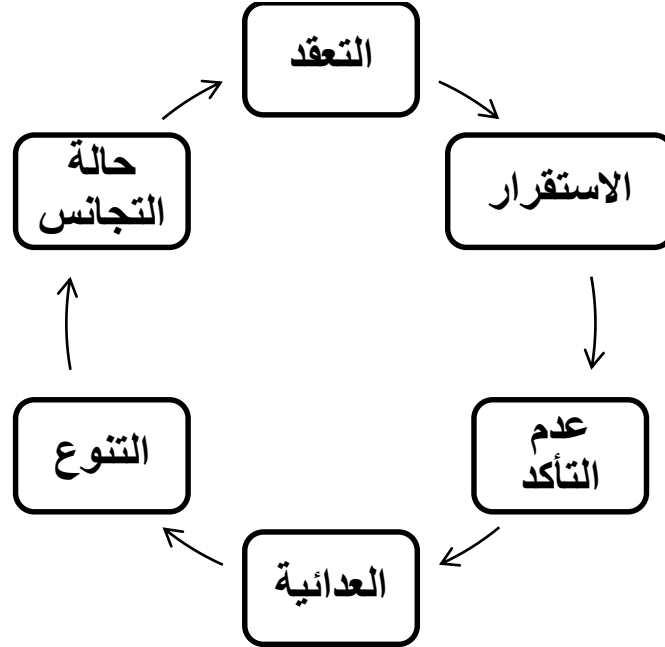 التعقد
الاستقرار
عدم
التأكد
العدائية
التنوع
حالة
التجانس